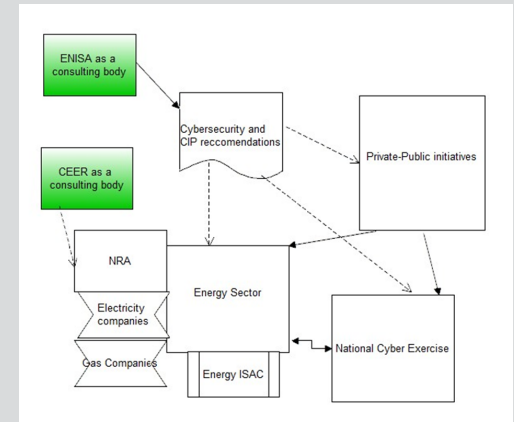 ENISA as a
consulting body
Cybersecurity and
CIP reccomendations
Private-Public initiatives
CEER as a
consulting body
NRA
Energy Sector
Electricity
companies
Gas Companies
Energy ISAC
National Cyber Exercise